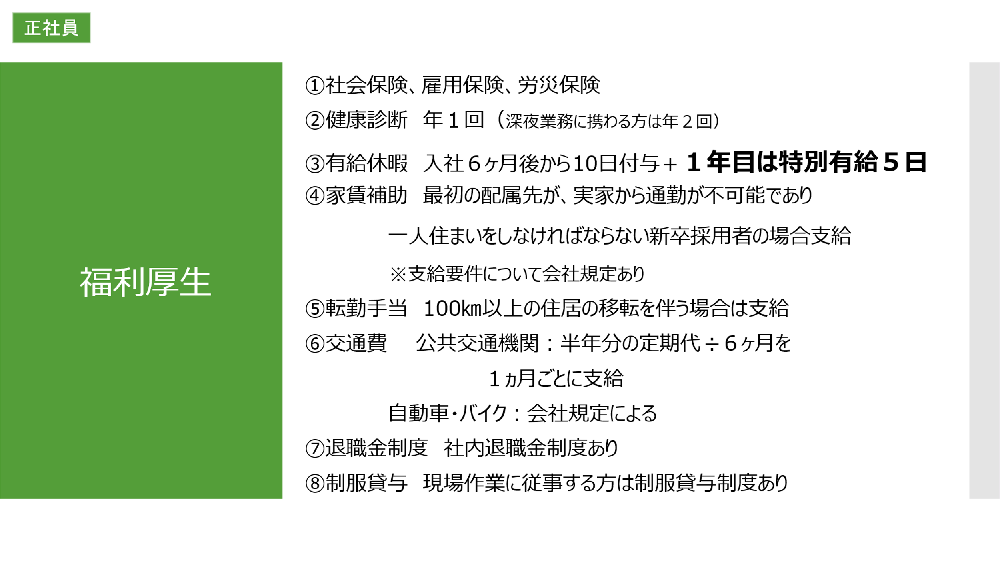 正社員
福利厚生
①社会保険、雇用保険、労災保険
②健康診断　年１回（深夜業務に携わる方は年２回）
③有給休暇　入社６ヶ月後から10日付与＋１年目は特別有給５日
④家賃補助　最初の配属先が、実家から通勤が不可能であり
一人住まいをしなければならない新卒採用者の場合支給
※支給要件について会社規定あり
⑤転勤手当　100㎞以上の住居の移転を伴う場合は支給
⑥交通費　公共交通機関：半年分の定期代÷６ヶ月を
１ヵ月ごとに支給
自動車・バイク：会社規定による
⑦退職金制度　社内退職金制度あり
⑧制服貸与　現場作業に従事する方は制服貸与制度あり